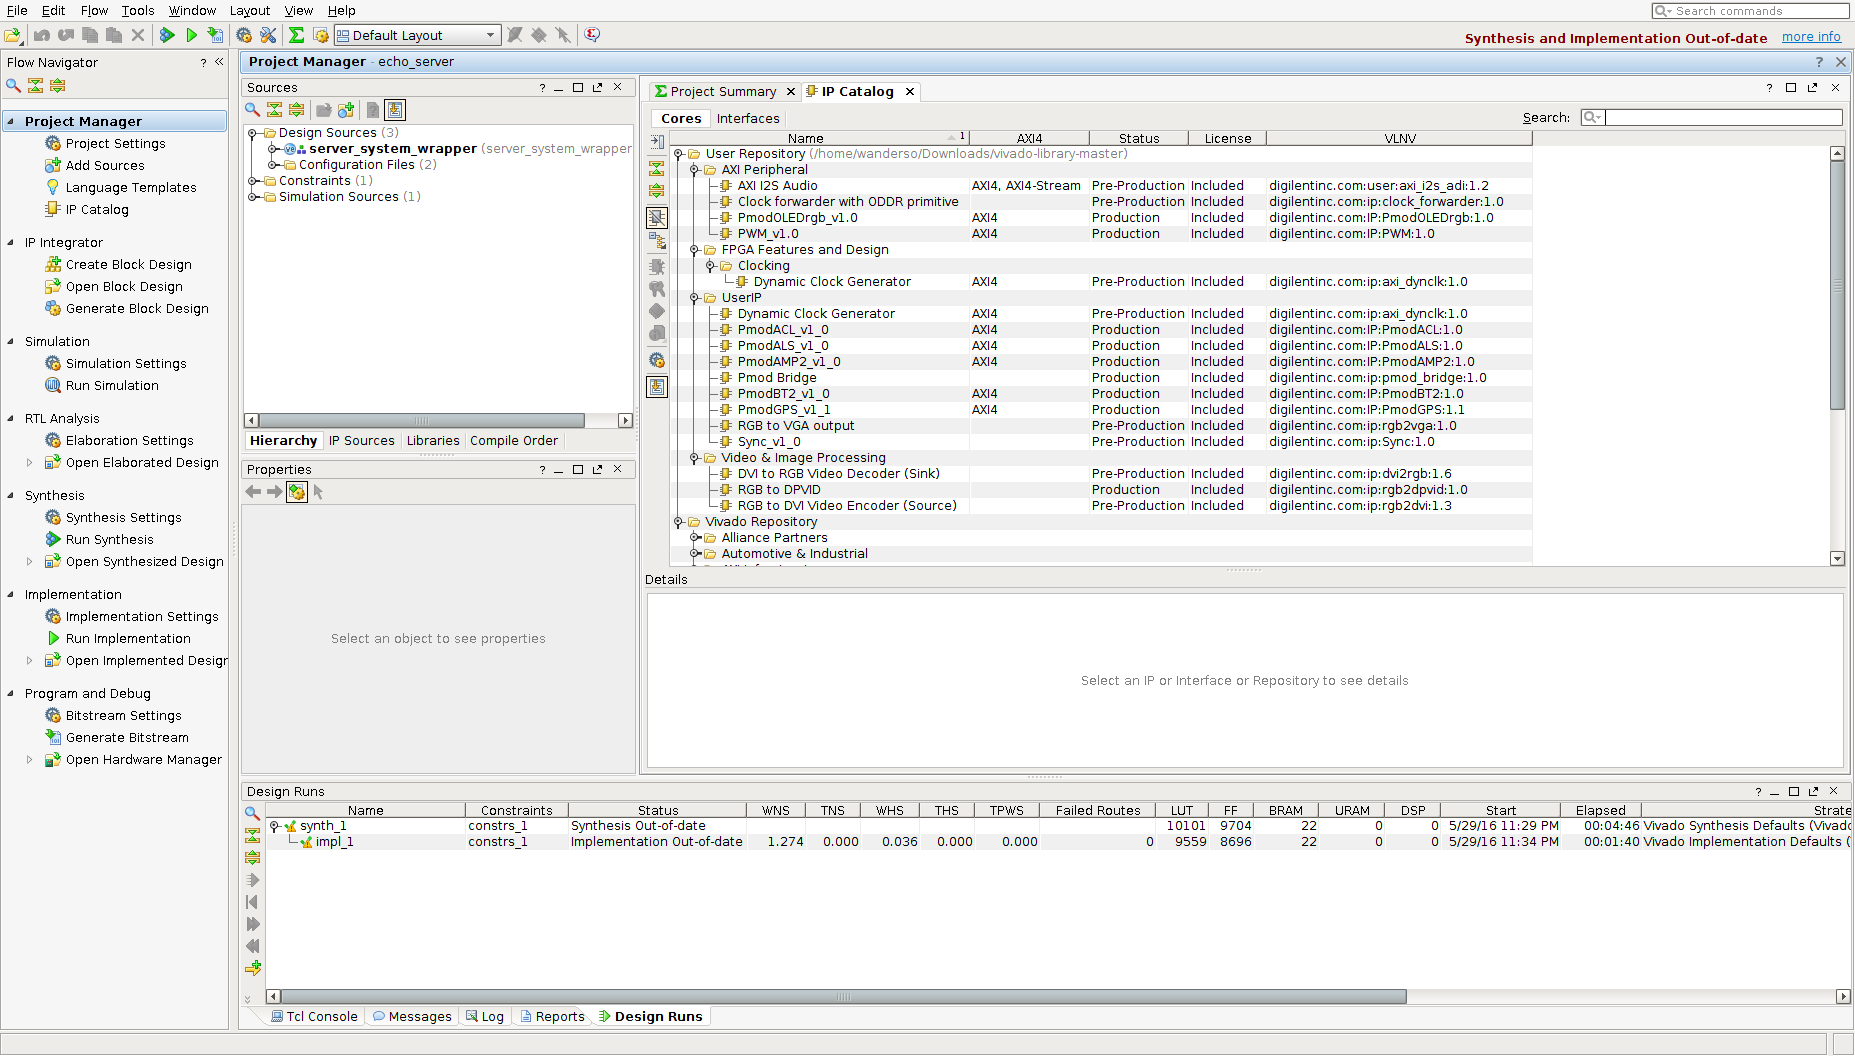 File Edit Flow Tools Window Layout View Help
Search commands
Default Layout
Synthesis and Implementation Out-of-date more info
Flow Navigator
Project Manager
Project Settings
Add Sources
Language Templates
IP Catalog
IP Integrator
Create Block Design
Open Block Design
Generate Block Design
Simulation
Simulation Settings
Run Simulation
RTL Analysis
Elaboration Settings
Open Elaborated Design
Synthesis
Synthesis Settings
Run Synthesis
Open Synthesized Design
Implementation
Implementation Settings
Run Implementation
Open Implemented Design
Program and Debug
Bitstream Settings
Generate Bitstream
Open Hardware Manager
Project Manager - echo_server
Sources
Design Sources (3)
server_system_wrapper (server_system_wrapper
Configuration Files (2)
Constraints (1)
Simulation Sources (1)
Hierarchy IP Sources Libraries Compile Order
Properties
Select an object to see properties
Project Summary IP Catalog
Cores Interfaces Search:
Name 1 AXI4 Status License VLNV
User Repository (/home/wanderso/Downloads/vivado-library-master)
AXI Peripheral
AXI I2S Audio AXI4, AXI4-Stream Pre-Production Included digilentinc.com:user:axi_i2s_adi:1.2
Clock forwarder with ODDR primitive Pre-Production Included digilentinc.com:ip:clock_forwarder:1.0
PmodOLEDrgb_v1.0 AXI4 Production Included digilentinc.com:IP:PmodOLEDrgb:1.0
PWM_v1.0 AXI4 Production Included digilentinc.com:IP:PWM:1.0
FPGA Features and Design
Clocking
Dynamic Clock Generator AXI4 Pre-Production Included digilentinc.com:ip:axi_dynclk:1.0
UserIP
Dynamic Clock Generator AXI4 Pre-Production Included digilentinc.com:ip:axi_dynclk:1.0
PmodACL_v1_0 AXI4 Production Included digilentinc.com:IP:PmodACL:1.0
PmodALS_v1_0 AXI4 Production Included digilentinc.com:IP:PmodALS:1.0
PmodAMP2_v1_0 AXI4 Production Included digilentinc.com:IP:PmodAMP2:1.0
Pmod Bridge Production Included digilentinc.com:ip:pmod_bridge:1.0
PmodBT2_v1_0 AXI4 Production Included digilentinc.com:IP:PmodBT2:1.0
PmodGPS_v1_1 AXI4 Production Included digilentinc.com:IP:PmodGPS:1.1
RGB to VGA output Pre-Production Included digilentinc.com:ip:rgb2vga:1.0
Sync_v1_0 Pre-Production Included digilentinc.com:ip:Sync:1.0
Video & Image Processing
DVI to RGB Video Decoder (Sink) Pre-Production Included digilentinc.com:ip:dvi2rgb:1.6
RGB to DPVID Production Included digilentinc.com:ip:rgb2dpvid:1.0
RGB to DVI Video Encoder (Source) Pre-Production Included digilentinc.com:ip:rgb2dvi:1.3
Vivado Repository
Alliance Partners
Automotive & Industrial
Details
Select an IP or Interface or Repository to see details
Design Runs
Name Constraints Status WNS TNS WHS THS TPWS Failed Routes LUT FF BRAM URAM DSP Start Elapsed Strate
synth_1 constrs_1 Synthesis Out-of-date 10101 9704 22 0 0 5/29/16 11:29 PM 00:04:46 Vivado Synthesis Defaults (Vivado
impl_1 constrs_1 Implementation Out-of-date 1.274 0.000 0.036 0.000 0.000 0 9559 8696 22 0 0 5/29/16 11:34 PM 00:01:40 Vivado Implementation Defaults (
Tcl Console Messages Log Reports Design Runs